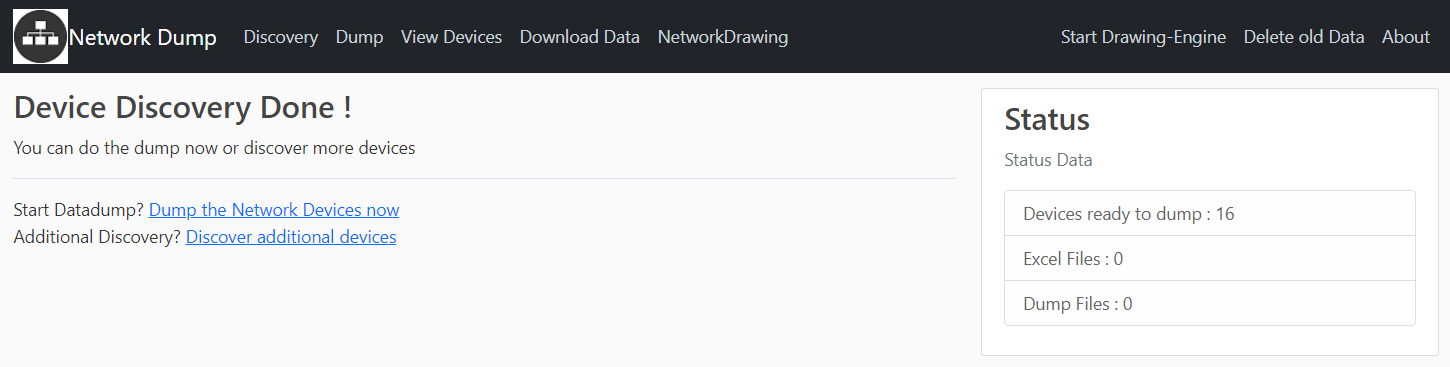 Network Dump Discovery Dump View Devices Download Data NetworkDrawing Start Drawing-Engine Delete old Data About
Device Discovery Done !
You can do the dump now or discover more devices
Start Datadump? Dump the Network Devices now
Additional Discovery? Discover additional devices
Status
Status Data
Devices ready to dump : 16
Excel Files : 0
Dump Files : 0